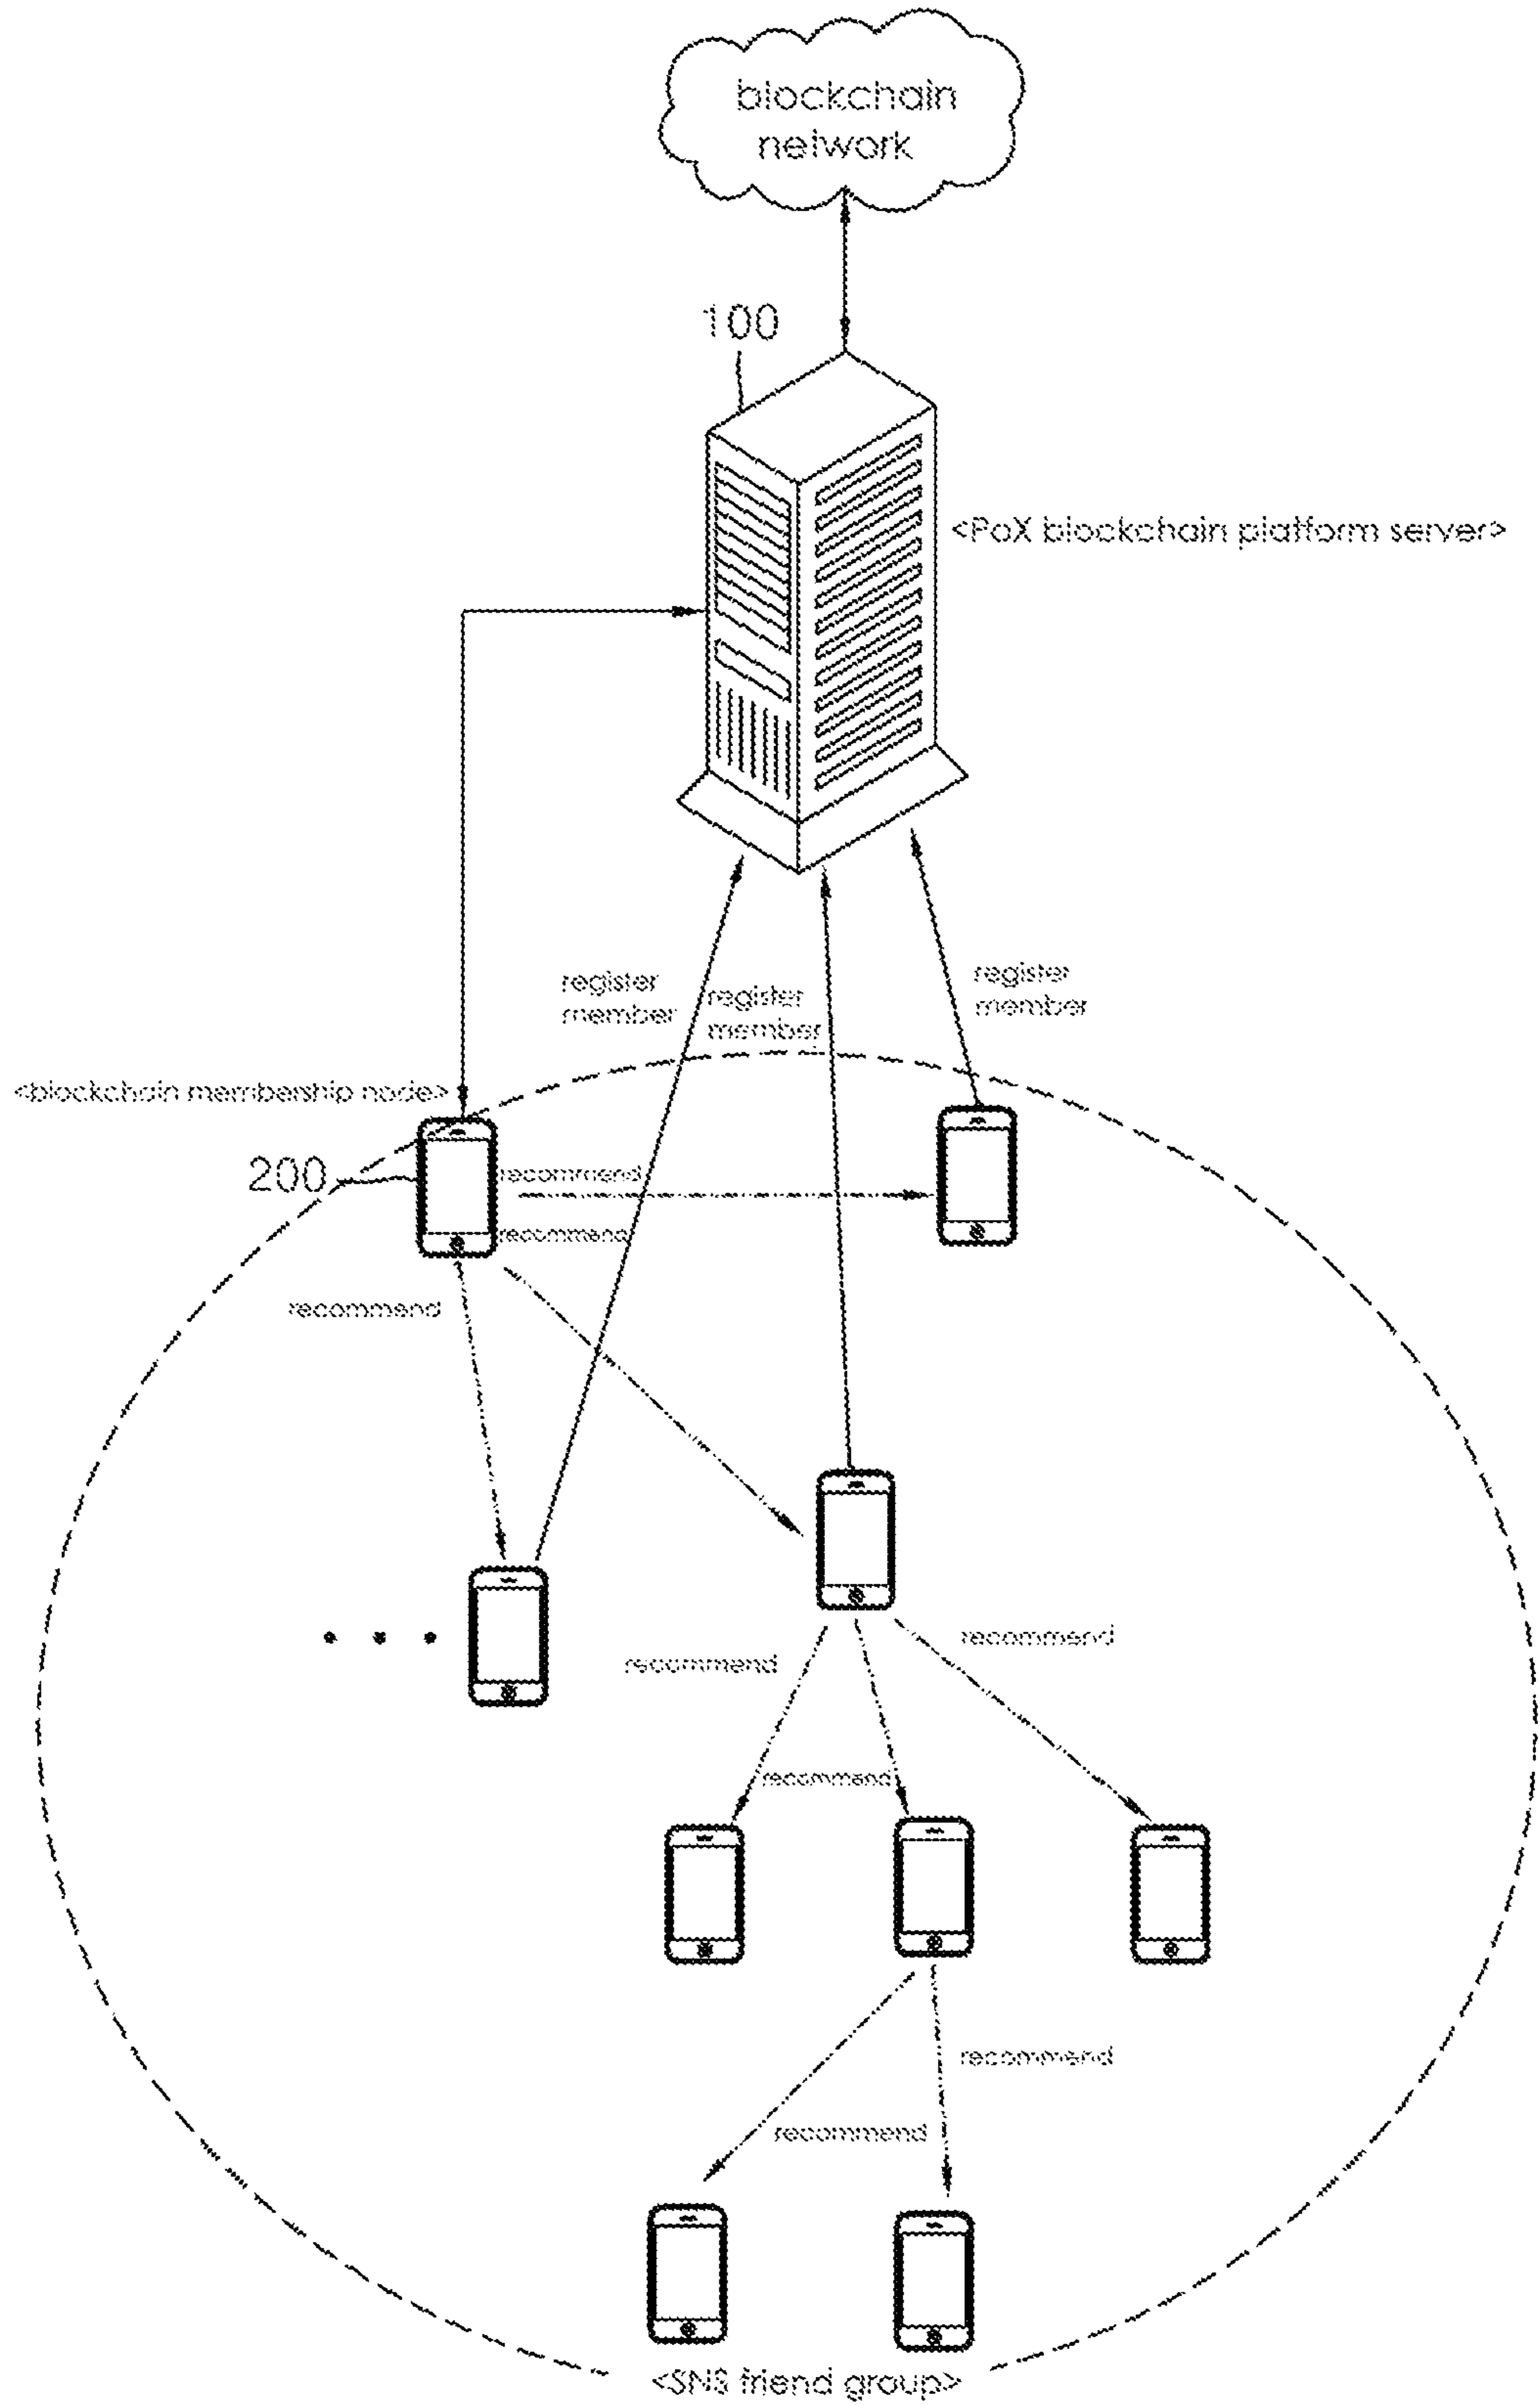 blockchain
network
100
<PoX blockchain platform server>
register
member
register
member
register
member
<blockchain membership node>
200
recommend
recommend
recommend
recommend
recommend
recommend
recommend
recommend
<SNS friend group>